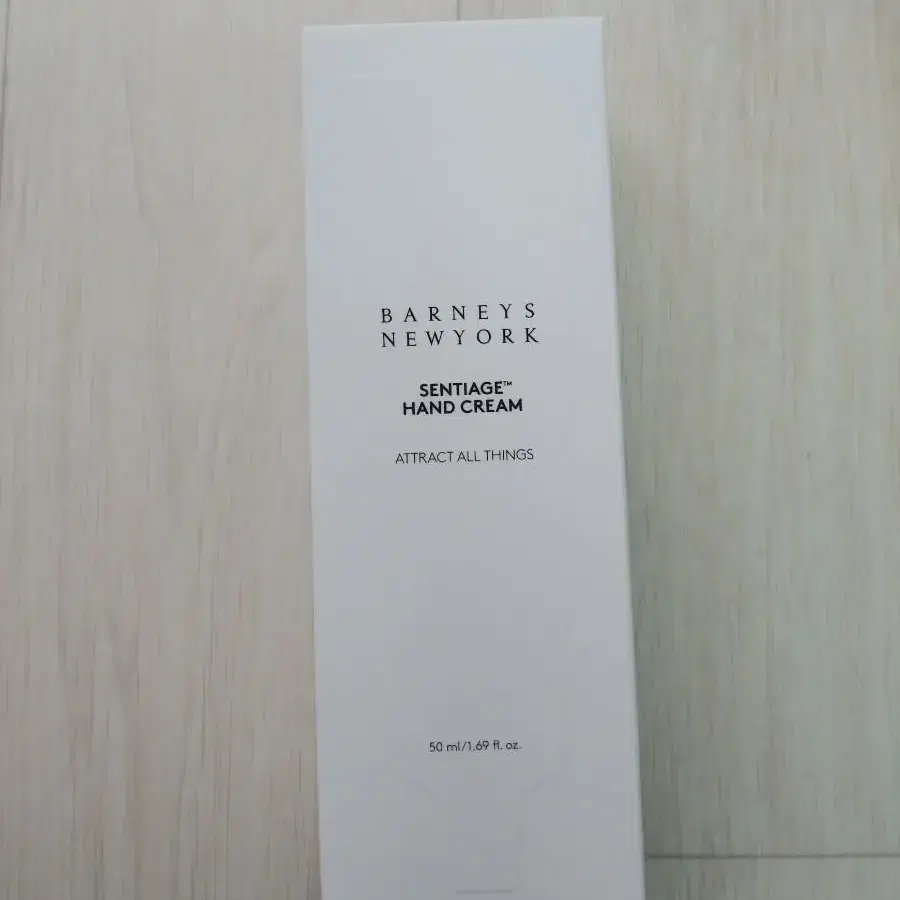 BARNEYS
NEWYORK
SENTIAGE™
HAND CREAM
ATTRACT ALL THINGS
50 ml/1.69 fl. oz.